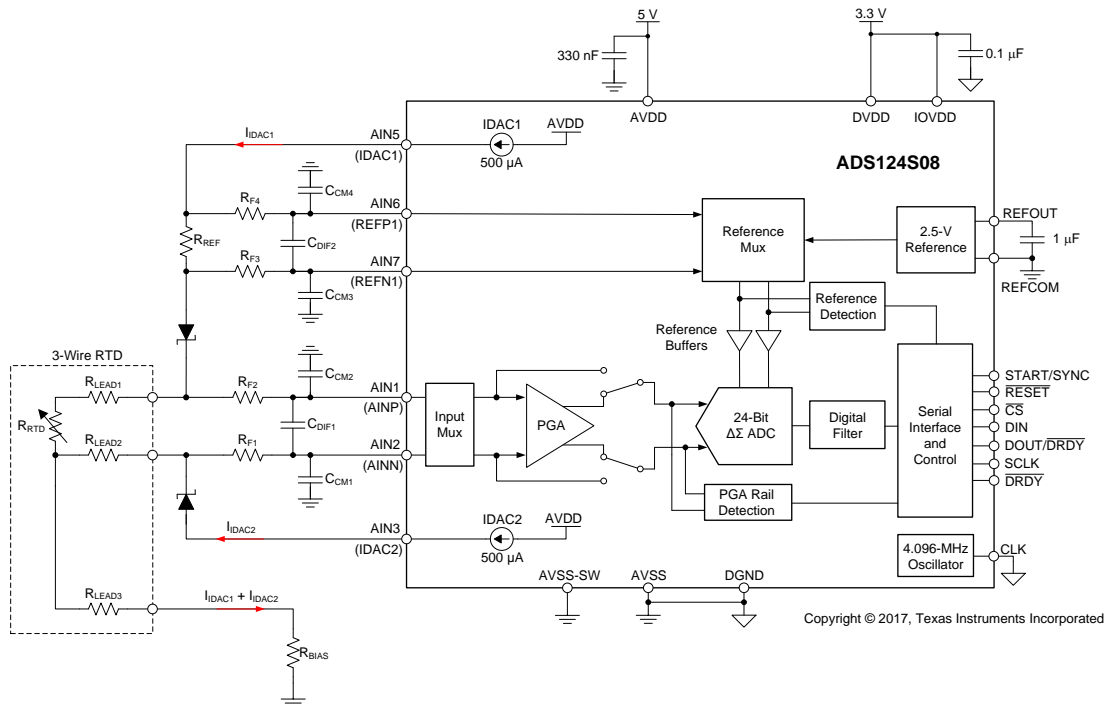 5 V
3.3 V
330 nF
0.1 µF
AVDD
DVDD
IOVDD
IIDAC1
AIN5
(IDAC1)
IDAC1
AVDD
500 µA
ADS124S08
CCM4
RF4
AIN6
(REFP1)
RREF
CDIF2
RF3
AIN7
(REFN1)
CCM3
Reference
Mux
2.5-V
Reference
REFOUT
1 µF
REFCOM
Reference
Detection
Reference
Buffers
3-Wire RTD
RLEAD1
RF2
CCM2
AIN1
(AINP)
RRTD
RLEAD2
CDIF1
RF1
AIN2
(AINN)
CCM1
Input
Mux
PGA
24-Bit
ΔΣ ADC
Digital
Filter
Serial
Interface
and
Control
START/SYNC
RESET
CS
DIN
DOUT/DRDY
SCLK
DRDY
PGA Rail
Detection
IIDAC2
AIN3
(IDAC2)
IDAC2
AVDD
500 µA
4.096-MHz
Oscillator
CLK
RLEAD3
IIDAC1 + IIDAC2
AVSS-SW
AVSS
DGND
RBIAS
Copyright © 2017, Texas Instruments Incorporated